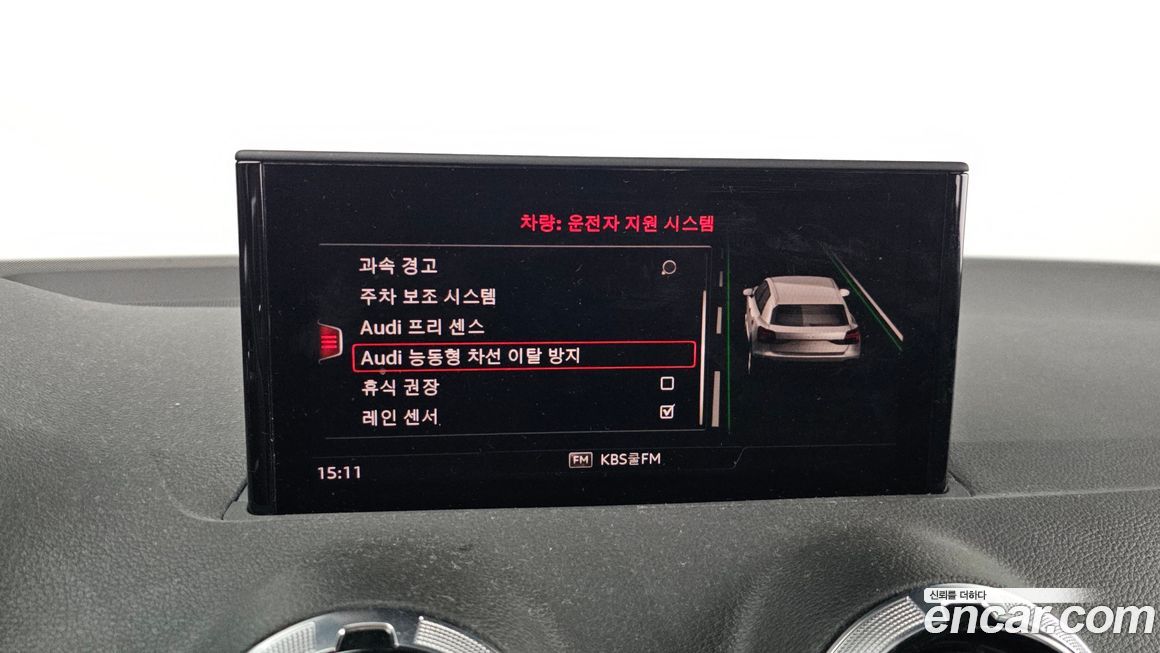 차량: 운전자 지원 시스템
과속 경고
주차 보조 시스템
Audi 프리 센스
Audi 능동형 차선 이탈 방지
휴식 권장
레인 센서
FM KBS쿨FM
15:11
신뢰를 더하다
encar.com